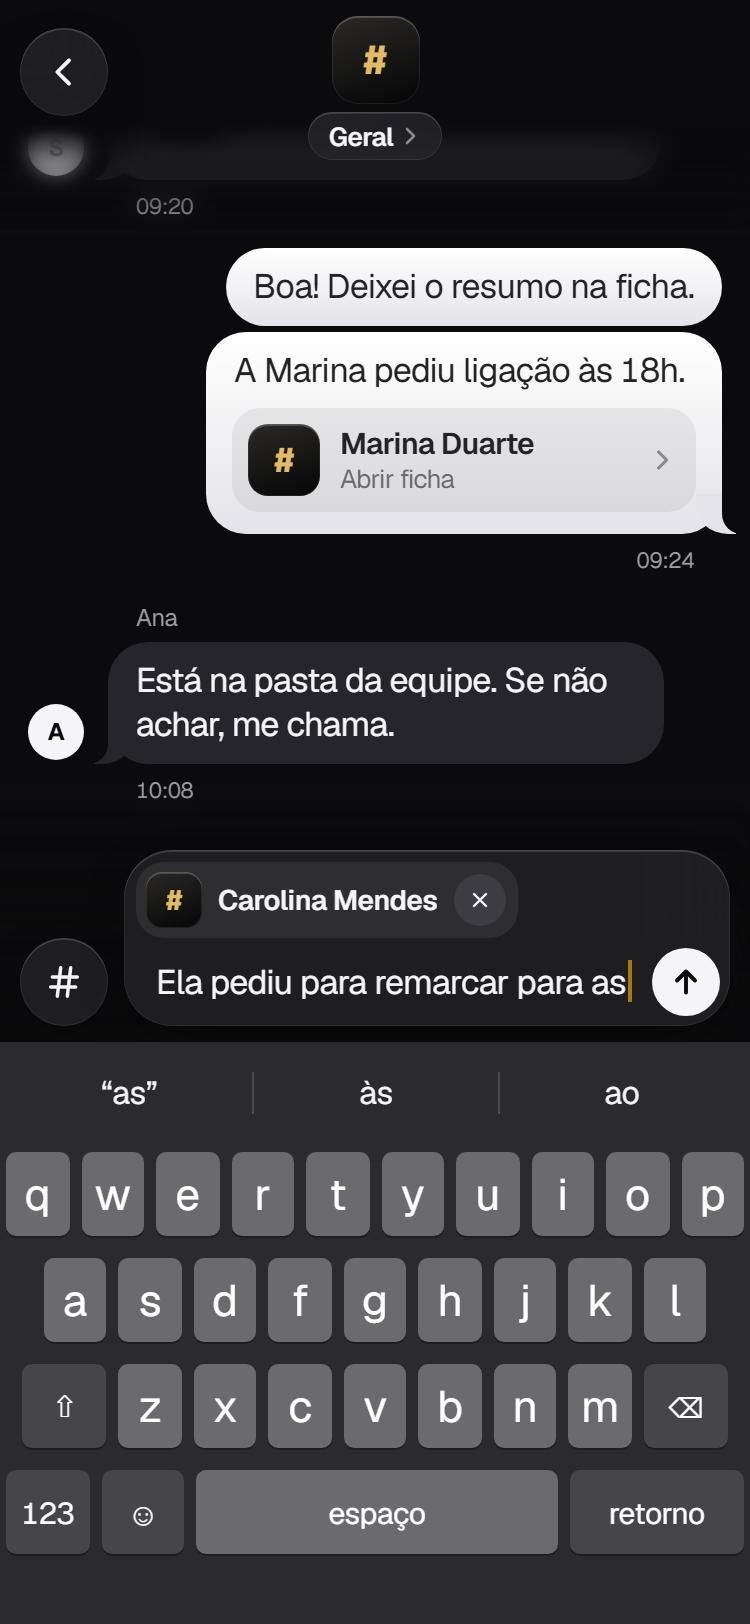 #
Geral
S
09:20
Boa! Deixei o resumo na ficha.
A Marina pediu ligação às 18h.
#
Marina Duarte
Abrir ficha
09:24
Ana
Está na pasta da equipe. Se não
achar, me chama.
A
10:08
# Carolina Mendes
# Ela pediu para remarcar para as
“as” às ao
q w e r t y u i o p
a s d f g h j k l
z x c v b n m
123 espaço retorno